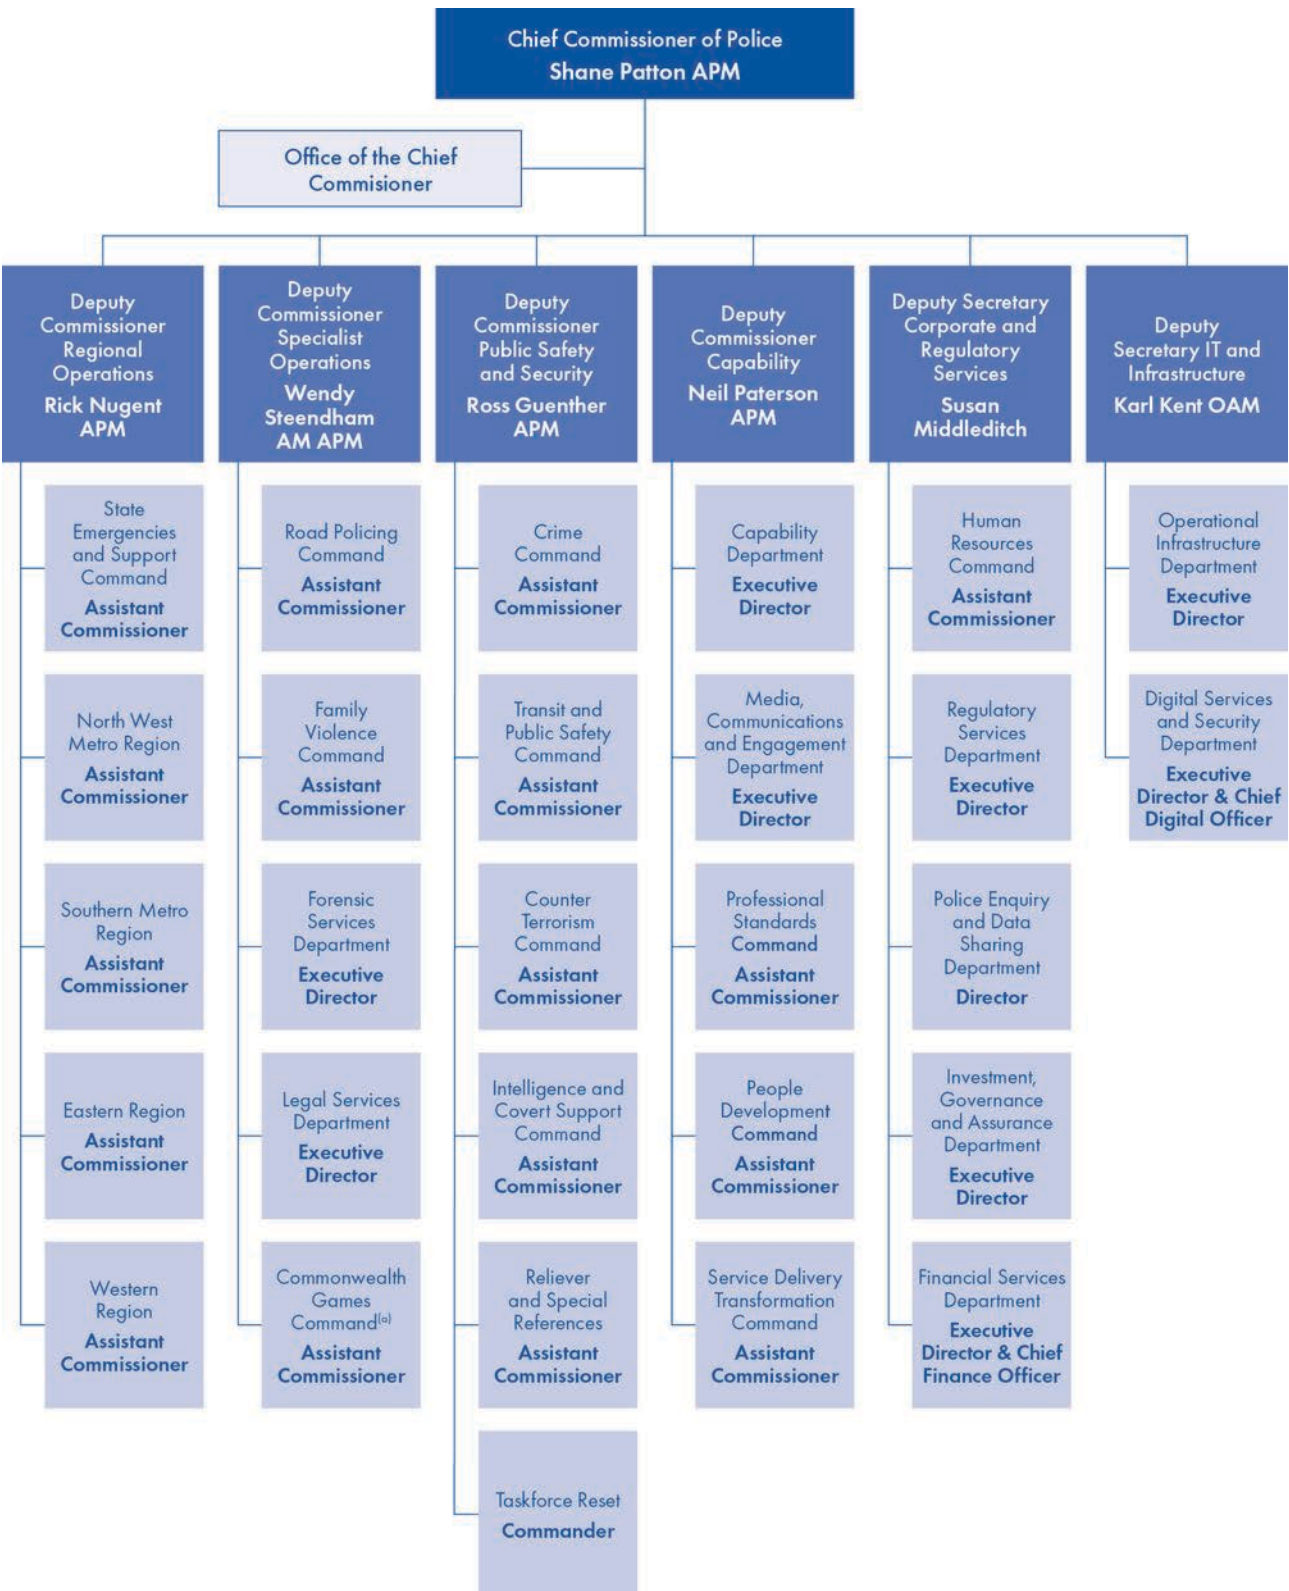 Chief Commissioner of Police
Shane Patton APM
Office of the Chief
Commisioner
Deputy
Commissioner
Regional
Operations
Rick Nugent
APM
Deputy
Commissioner
Specialist
Operations
Wendy
Steendham
AM APM
Deputy
Commissioner
Public Safety
and Security
Ross Guenther
APM
Deputy
Commissioner
Capability
Neil Paterson
APM
Deputy Secretary
Corporate and
Regulatory
Services
Susan
Middleditch
Deputy
Secretary IT and
Infrastructure
Karl Kent OAM
State
Emergencies
and Support
Command
Assistant
Commissioner
North West
Metro Region
Assistant
Commissioner
Southern Metro
Region
Assistant
Commissioner
Eastern Region
Assistant
Commissioner
Western
Region
Assistant
Commissioner
Road Policing
Command
Assistant
Commissioner
Family
Violence
Command
Assistant
Commissioner
Forensic
Services
Department
Executive
Director
Legal Services
Department
Executive
Director
Commonwealth
Games
Command(a)
Assistant
Commissioner
Crime
Command
Assistant
Commissioner
Transit and
Public Safety
Command
Assistant
Commissioner
Counter
Terrorism
Command
Assistant
Commissioner
Intelligence and
Covert Support
Command
Assistant
Commissioner
Reliever
and Special
References
Assistant
Commissioner
Taskforce Reset
Commander
Capability
Department
Executive
Director
Media,
Communications
and Engagement
Department
Executive
Director
Professional
Standards
Command
Assistant
Commissioner
People
Development
Command
Assistant
Commissioner
Service Delivery
Transformation
Command
Assistant
Commissioner
Human
Resources
Command
Assistant
Commissioner
Regulatory
Services
Department
Executive
Director
Police Enquiry
and Data
Sharing
Department
Director
Investment,
Governance
and Assurance
Department
Executive
Director
Financial Services
Department
Executive
Director & Chief
Finance Officer
Operational
Infrastructure
Department
Executive
Director
Digital Services
and Security
Department
Executive
Director & Chief
Digital Officer